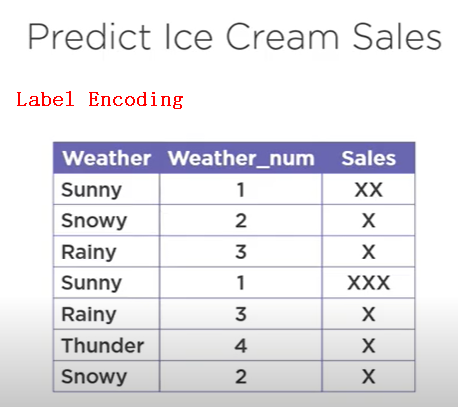 Predict Ice Cream Sales
Label Encoding
Weather Weather_num Sales
Sunny 1 XX
Snowy 2 X
Rainy 3 X
Sunny 1 XXX
Rainy 3 X
Thunder 4 X
Snowy 2 X